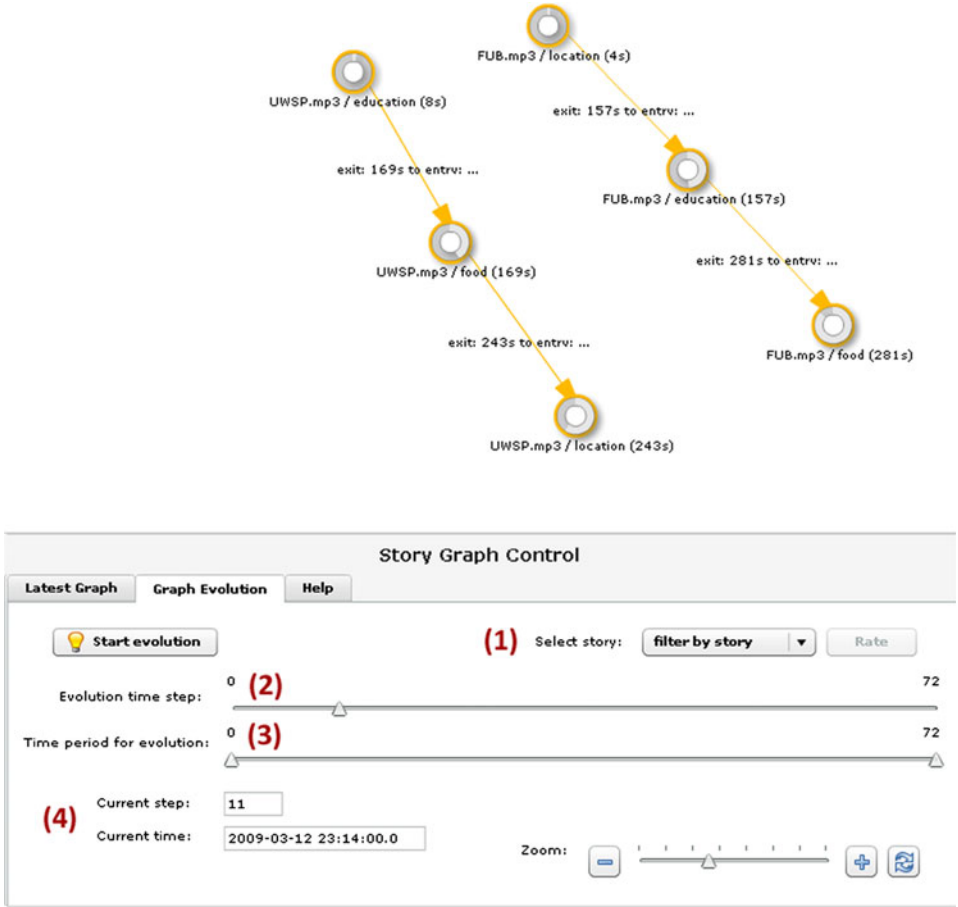 FUB.mp3 / location (4s)
UWSP.mp3 / education (8s)
exit: 157s to entry: ...
exit: 169s to entry: ...
FUB.mp3 / education (157s)
UWSP.mp3 / food (169s)
exit: 281s to entry: ...
exit: 243s to entry: ...
FUB.mp3 / food (281s)
UWSP.mp3 / location (243s)
Story Graph Control
Latest Graph Graph Evolution Help
Start evolution (1) Select story: filter by story Rate
Evolution time step: 0 (2) 72
Time period for evolution: 0 (3) 72
(4) Current step: 11
Current time: 2009-03-12 23:14:00.0
Zoom: